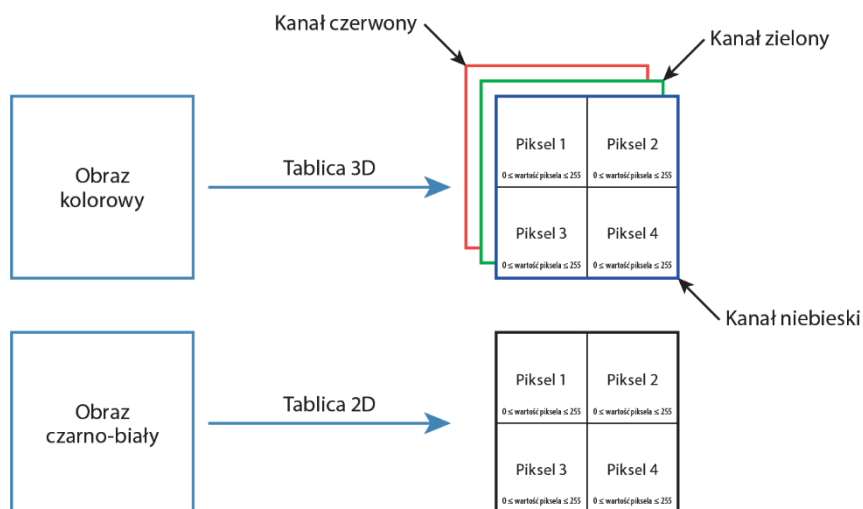 Kanał czerwony
Kanał zielony
Obraz
kolorowy
Tablica 3D
Piksel 1
Piksel 2
0 ≤ wartość piksela ≤ 255
0 ≤ wartość piksela ≤ 255
Piksel 3
Piksel 4
0 ≤ wartość piksela ≤ 255
0 ≤ wartość piksela ≤ 255
Kanał niebieski
Obraz
czarno-biały
Tablica 2D
Piksel 1
Piksel 2
0 ≤ wartość piksela ≤ 255
0 ≤ wartość piksela ≤ 255
Piksel 3
Piksel 4
0 ≤ wartość piksela ≤ 255
0 ≤ wartość piksela ≤ 255